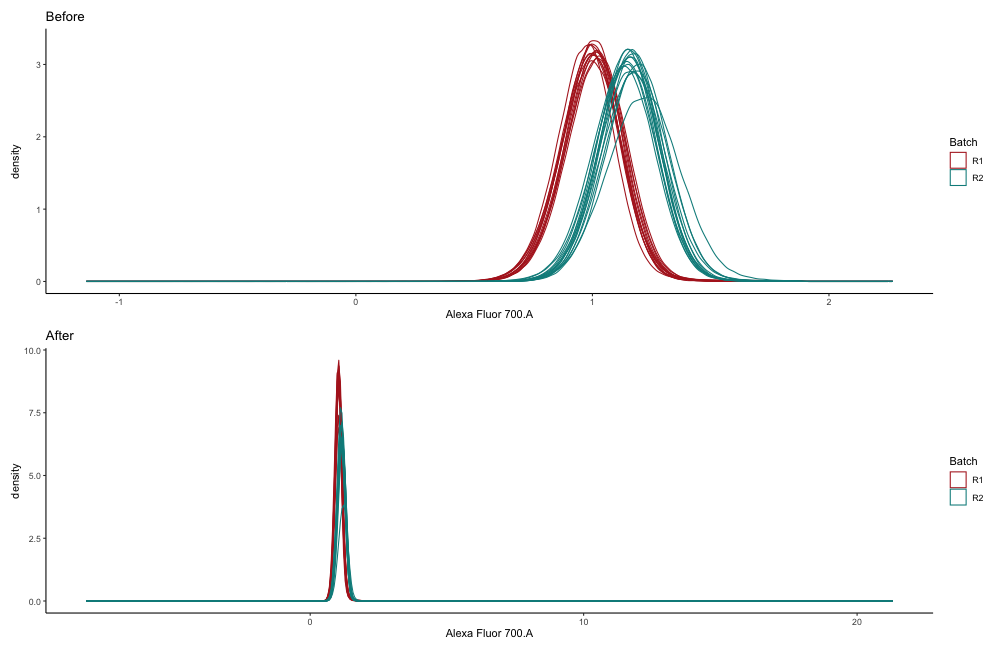 Before
density
3
2
1
0
-1 0 1 2
Alexa Fluor 700.A
Batch
R1
R2
After
density
10.0
7.5
5.0
2.5
0.0
0 10 20
Alexa Fluor 700.A
Batch
R1
R2